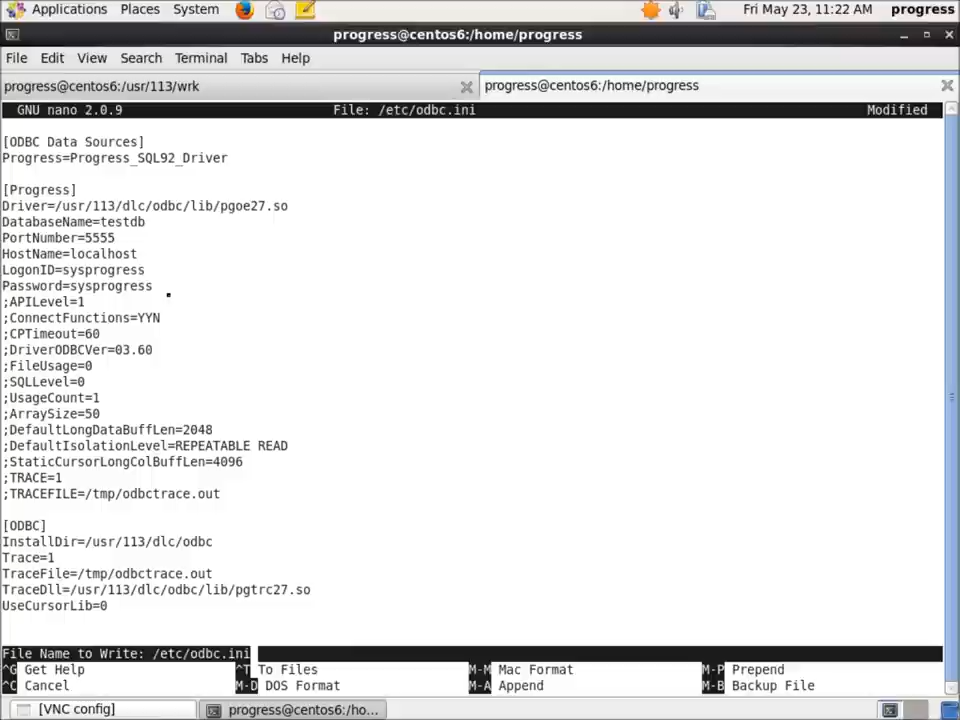 Applications Places System Fri May 23, 11:22 AM progress
progress@centos6:/home/progress
File Edit View Search Terminal Tabs Help
progress@centos6:/usr/113/wrk progress@centos6:/home/progress
GNU nano 2.0.9 File: /etc/odbc.ini Modified
[ODBC Data Sources]
Progress=Progress_SQL92_Driver
[Progress]
Driver=/usr/113/dlc/odbc/lib/pgoe27.so
DatabaseName=testdb
PortNumber=5555
HostName=localhost
LogonID=sysprogress
Password=sysprogress
;APILevel=1
;ConnectFunctions=YYN
;CPTimeout=60
;DriverODBCVer=03.60
;FileUsage=0
;SQLLevel=0
;UsageCount=1
;ArraySize=50
;DefaultLongDataBuffLen=2048
;DefaultIsolationLevel=REPEATABLE READ
;StaticCursorLongColBuffLen=4096
;TRACE=1
;TRACEFILE=/tmp/odbctrace.out
[ODBC]
InstallDir=/usr/113/dlc/odbc
Trace=1
TraceFile=/tmp/odbctrace.out
TraceDll=/usr/113/dlc/odbc/lib/pgtrc27.so
UseCursorLib=0
File Name to Write: /etc/odbc.ini
^G Get Help ^T To Files M-M Mac Format M-P Prepend
^C Cancel M-D DOS Format M-A Append M-B Backup File
[VNC config] progress@centos6:/ho...